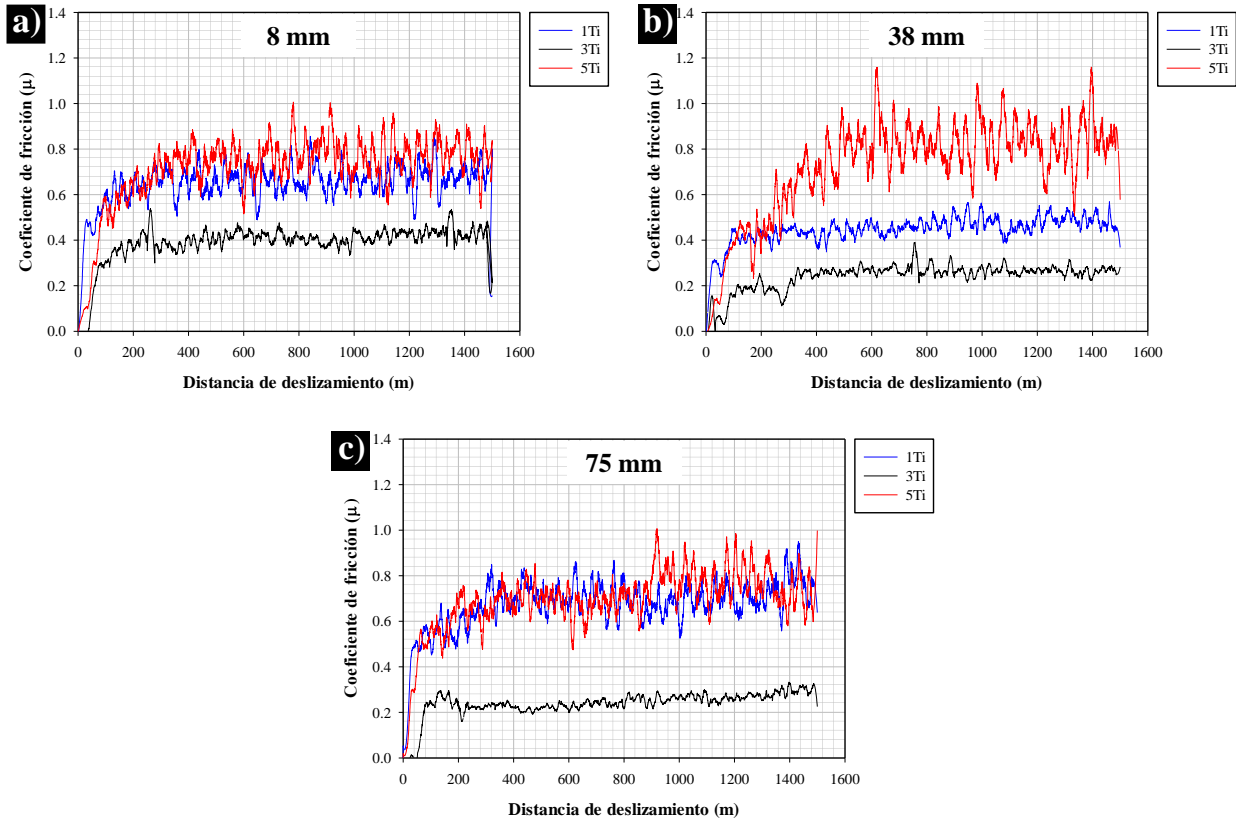 a)
8 mm
1Ti
3Ti
5Ti
Coeficiente de fricción (μ)
1.4
1.2
1.0
0.8
0.6
0.4
0.2
0.0
0 200 400 600 800 1000 1200 1400 1600
Distancia de deslizamiento (m)
b)
38 mm
1Ti
3Ti
5Ti
Coeficiente de fricción (μ)
1.4
1.2
1.0
0.8
0.6
0.4
0.2
0.0
0 200 400 600 800 1000 1200 1400 1600
Distancia de deslizamiento (m)
c)
75 mm
1Ti
3Ti
5Ti
Coeficiente de fricción (μ)
1.4
1.2
1.0
0.8
0.6
0.4
0.2
0.0
0 200 400 600 800 1000 1200 1400 1600
Distancia de deslizamiento (m)